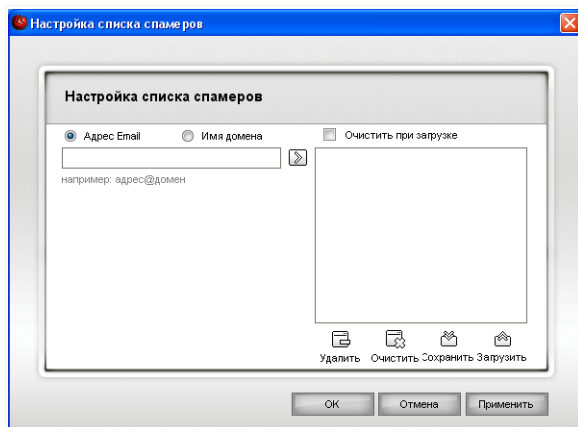 Настройка списка спамеров
Настройка списка спамеров
Адрес Email Имя домена Очистить при загрузке
например: адрес@домен
Удалить Очистить Сохранить Загрузить
OK Отмена Применить